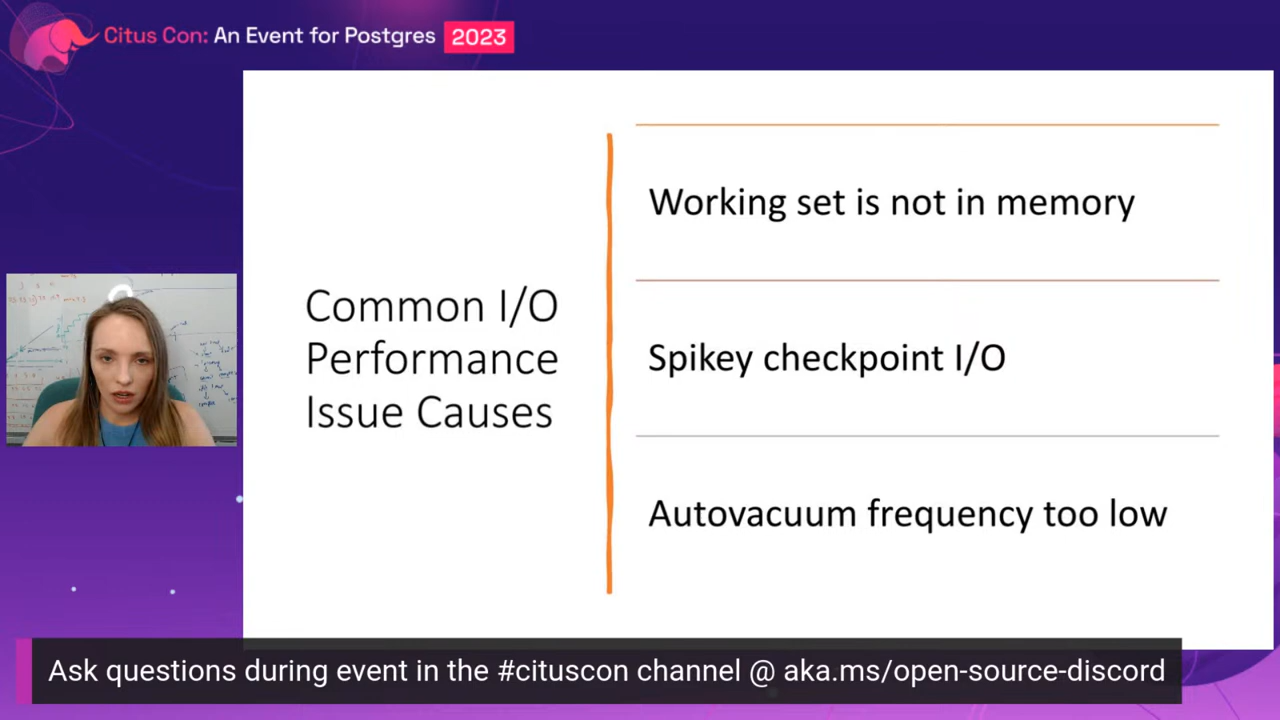 Citus Con: An Event for Postgres 2023
Common I/O
Performance
Issue Causes
Working set is not in memory
Spikey checkpoint I/O
Autovacuum frequency too low
Ask questions during event in the #cituscon channel @ aka.ms/open-source-discord